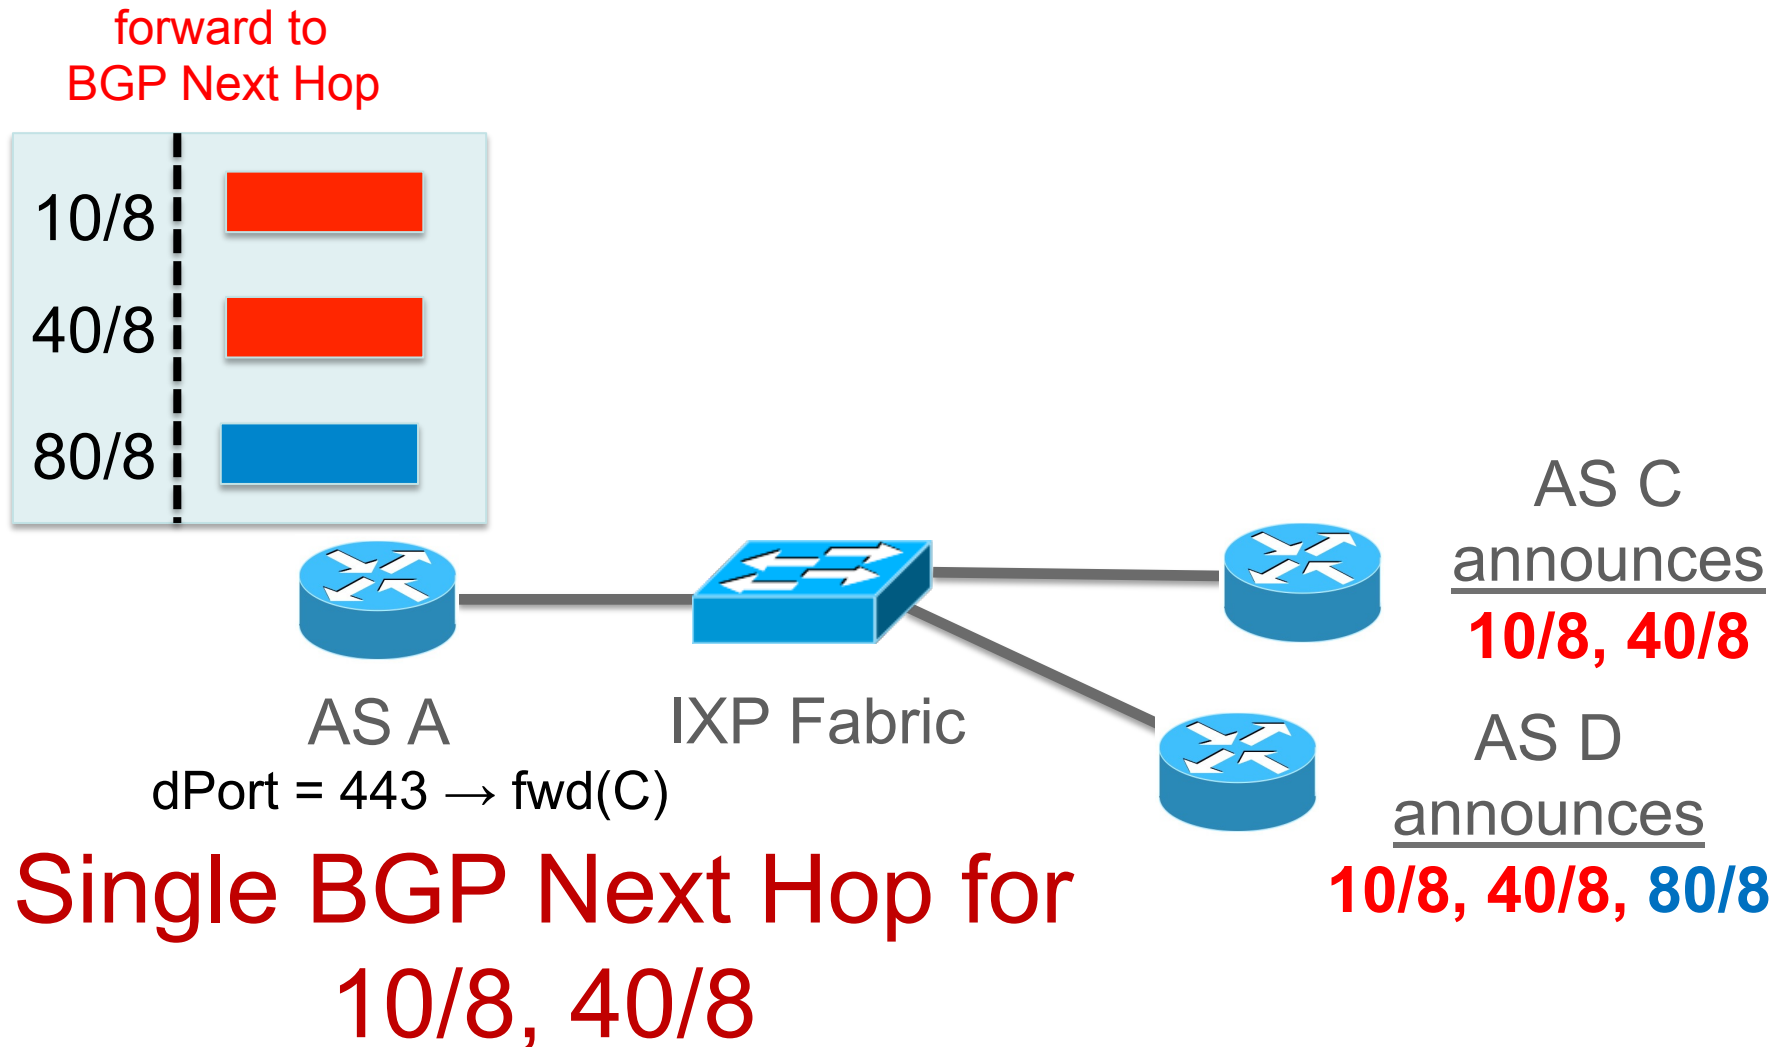 forward to
BGP Next Hop
10/8
40/8
80/8
AS C
announces
10/8, 40/8
AS A
IXP Fabric
AS D
announces
10/8, 40/8, 80/8
dPort = 443 → fwd(C)
Single BGP Next Hop for
10/8, 40/8